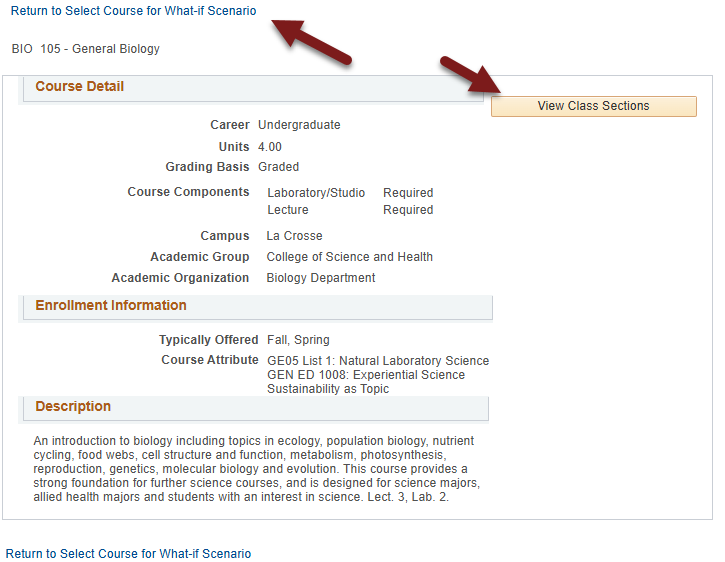 Return to Select Course for What-if Scenario
BIO 105 - General Biology
Course Detail
View Class Sections
Career Undergraduate
Units 4.00
Grading Basis Graded
Course Components Laboratory/Studio Required
Lecture Required
Campus La Crosse
Academic Group College of Science and Health
Academic Organization Biology Department
Enrollment Information
Typically Offered Fall, Spring
Course Attribute GE05 List 1: Natural Laboratory Science
GEN ED 1008: Experiential Science
Sustainability as Topic
Description
An introduction to biology including topics in ecology, population biology, nutrient
cycling, food webs, cell structure and function, metabolism, photosynthesis,
reproduction, genetics, molecular biology and evolution. This course provides a
strong foundation for further science courses, and is designed for science majors,
allied health majors and students with an interest in science. Lect. 3, Lab. 2.
Return to Select Course for What-if Scenario